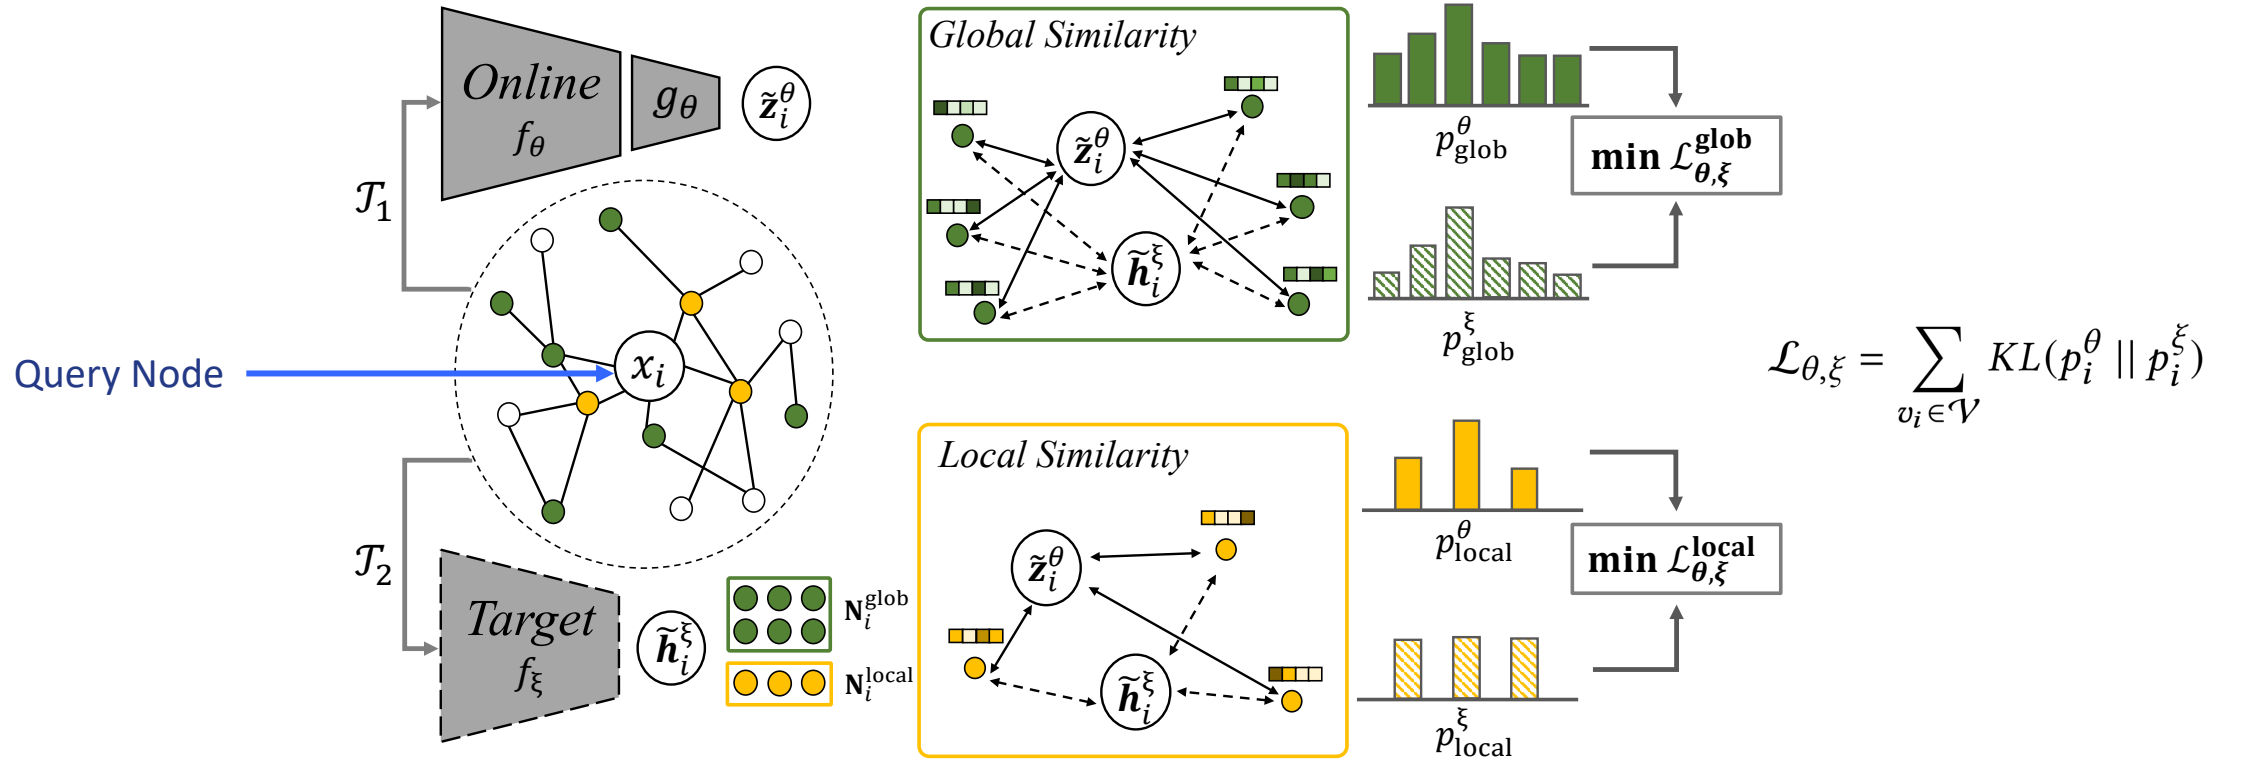 Online
f_θ
g_θ
z̃_i^θ
𝒯_1
Query Node
x_i
𝒯_2
Target
f_ξ
h̃_i^ξ
N_i^glob
N_i^local
Global Similarity
z̃_i^θ
h̃_i^ξ
p_glob^θ
min ℒ_θ,ξ^glob
p_glob^ξ
Local Similarity
z̃_i^θ
h̃_i^ξ
p_local^θ
min ℒ_θ,ξ^local
p_local^ξ
ℒ_θ,ξ = ∑_{v_i ∈ 𝒱} KL(p_i^θ || p_i^ξ)